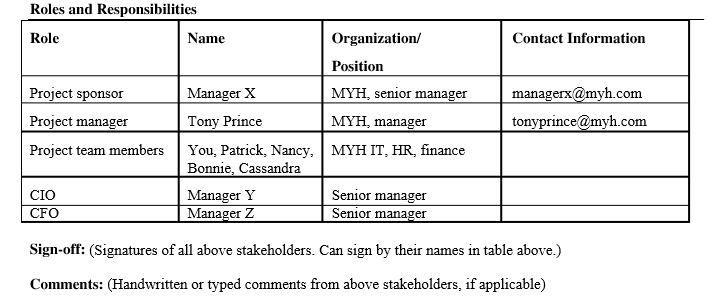 Roles and Responsibilities
Role Name Organization/ Contact Information
Position
Project sponsor Manager X MYH, senior manager managerx@myh.com
Project manager Tony Prince MYH, manager tonyprince@myh.com
Project team members You, Patrick, Nancy, MYH IT, HR, finance
Bonnie, Cassandra
CIO Manager Y Senior manager
CFO Manager Z Senior manager
Sign-off: (Signatures of all above stakeholders. Can sign by their names in table above.)
Comments: (Handwritten or typed comments from above stakeholders, if applicable)